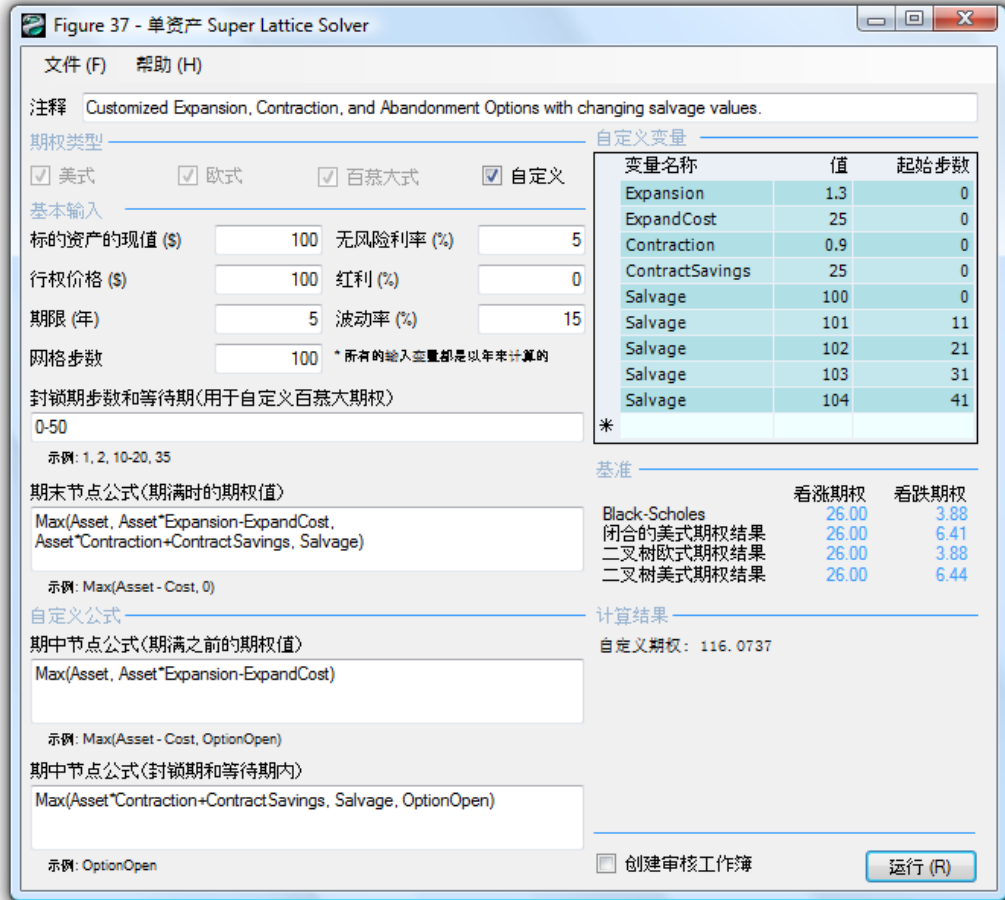 Figure 37 - 单资产 Super Lattice Solver
文件 (F) 帮助 (H)
注释 Customized Expansion, Contraction, and Abandonment Options with changing salvage values.
期权类型
美式 欧式 百慕大式 自定义
基本输入
标的资产的现值 ($) 100 无风险利率 (%) 5
行权价格 ($) 100 红利 (%) 0
期限 (年) 5 波动率 (%) 15
网格步数 100 * 所有的输入变量都是以年来计算的
封锁期步数和等待期(用于自定义百慕大期权)
0-50
示例: 1, 2, 10-20, 35
期末节点公式(期满时的期权值)
Max(Asset, Asset*Expansion-ExpandCost,
Asset*Contraction+ContractSavings, Salvage)
示例: Max(Asset - Cost, 0)
自定义公式
期中节点公式(期满之前的期权值)
Max(Asset, Asset*Expansion-ExpandCost)
示例: Max(Asset - Cost, OptionOpen)
期中节点公式(封锁期和等待期内)
Max(Asset*Contraction+ContractSavings, Salvage, OptionOpen)
示例: OptionOpen
自定义变量
变量名称 值 起始步数
Expansion 1.3 0
ExpandCost 25 0
Contraction 0.9 0
ContractSavings 25 0
Salvage 100 0
Salvage 101 11
Salvage 102 21
Salvage 103 31
Salvage 104 41
*
基准
看涨期权 看跌期权
Black-Scholes 26.00 3.88
闭合的美式期权结果 26.00 6.41
二叉树欧式期权结果 26.00 3.88
二叉树美式期权结果 26.00 6.44
计算结果
自定义期权: 116.0737
创建审核工作簿 运行 (R)